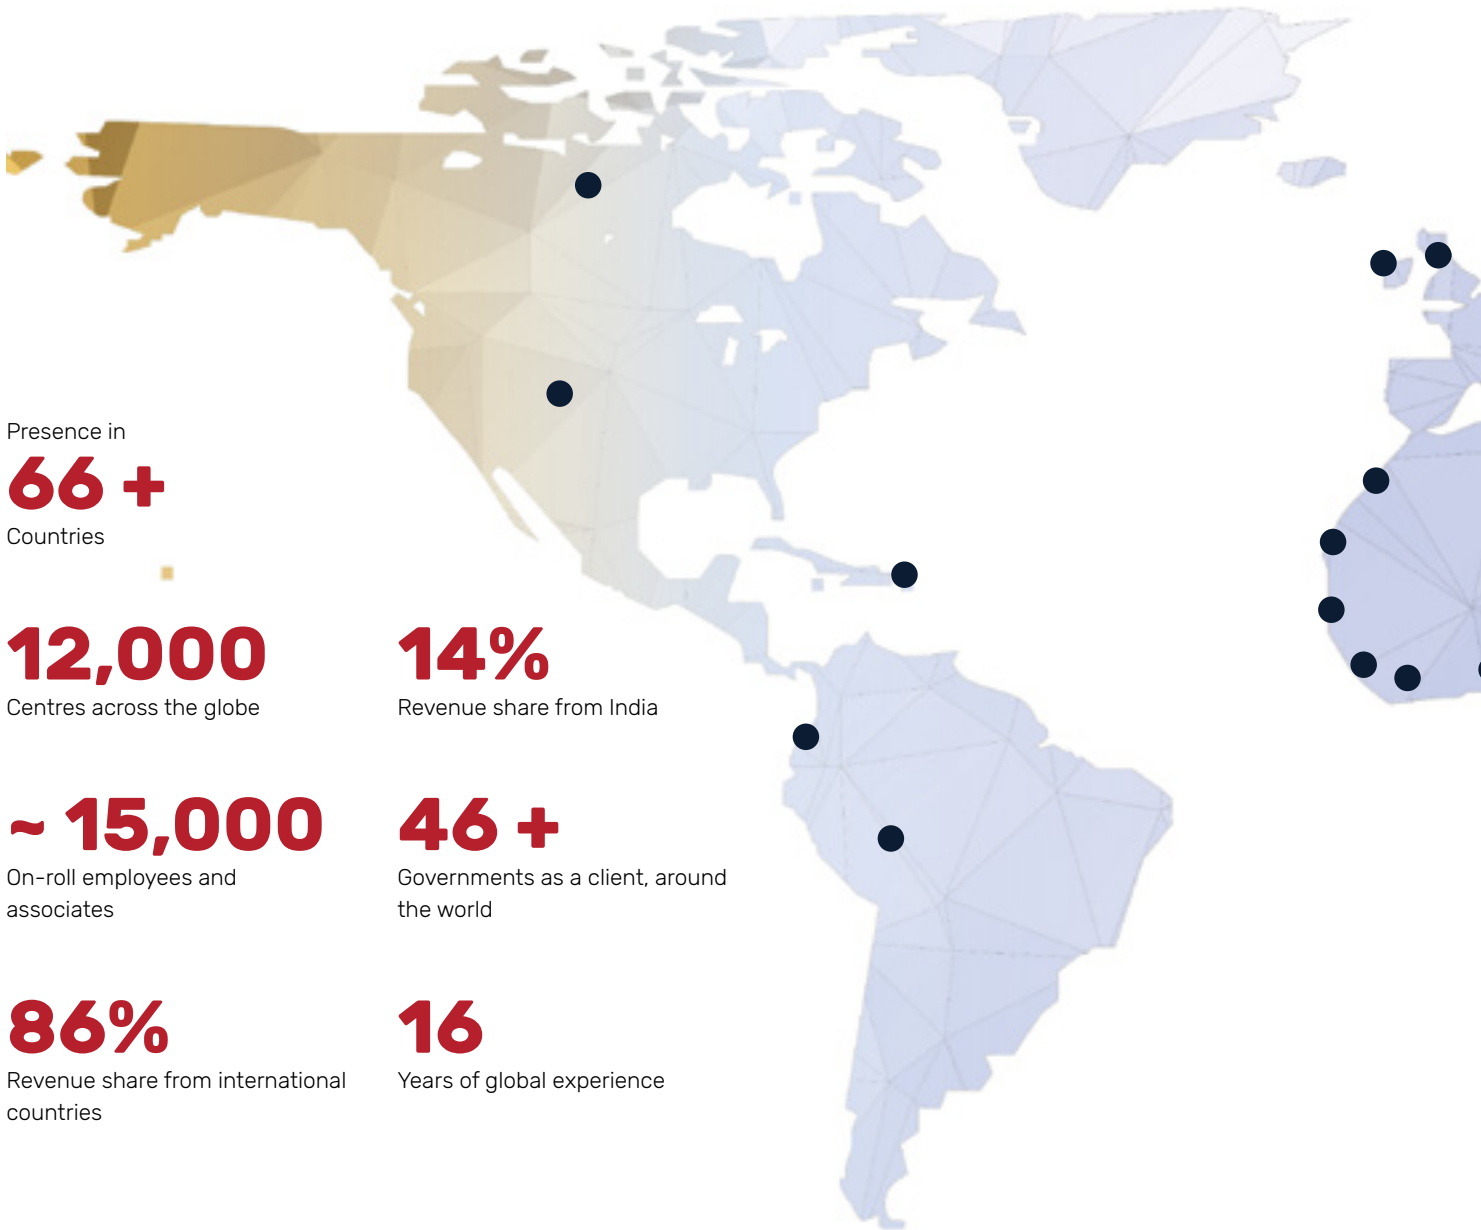 Presence in
66 +
Countries
12,000
Centres across the globe
14%
Revenue share from India
~ 15,000
On-roll employees and
associates
46 +
Governments as a client, around
the world
86%
Revenue share from international
countries
16
Years of global experience